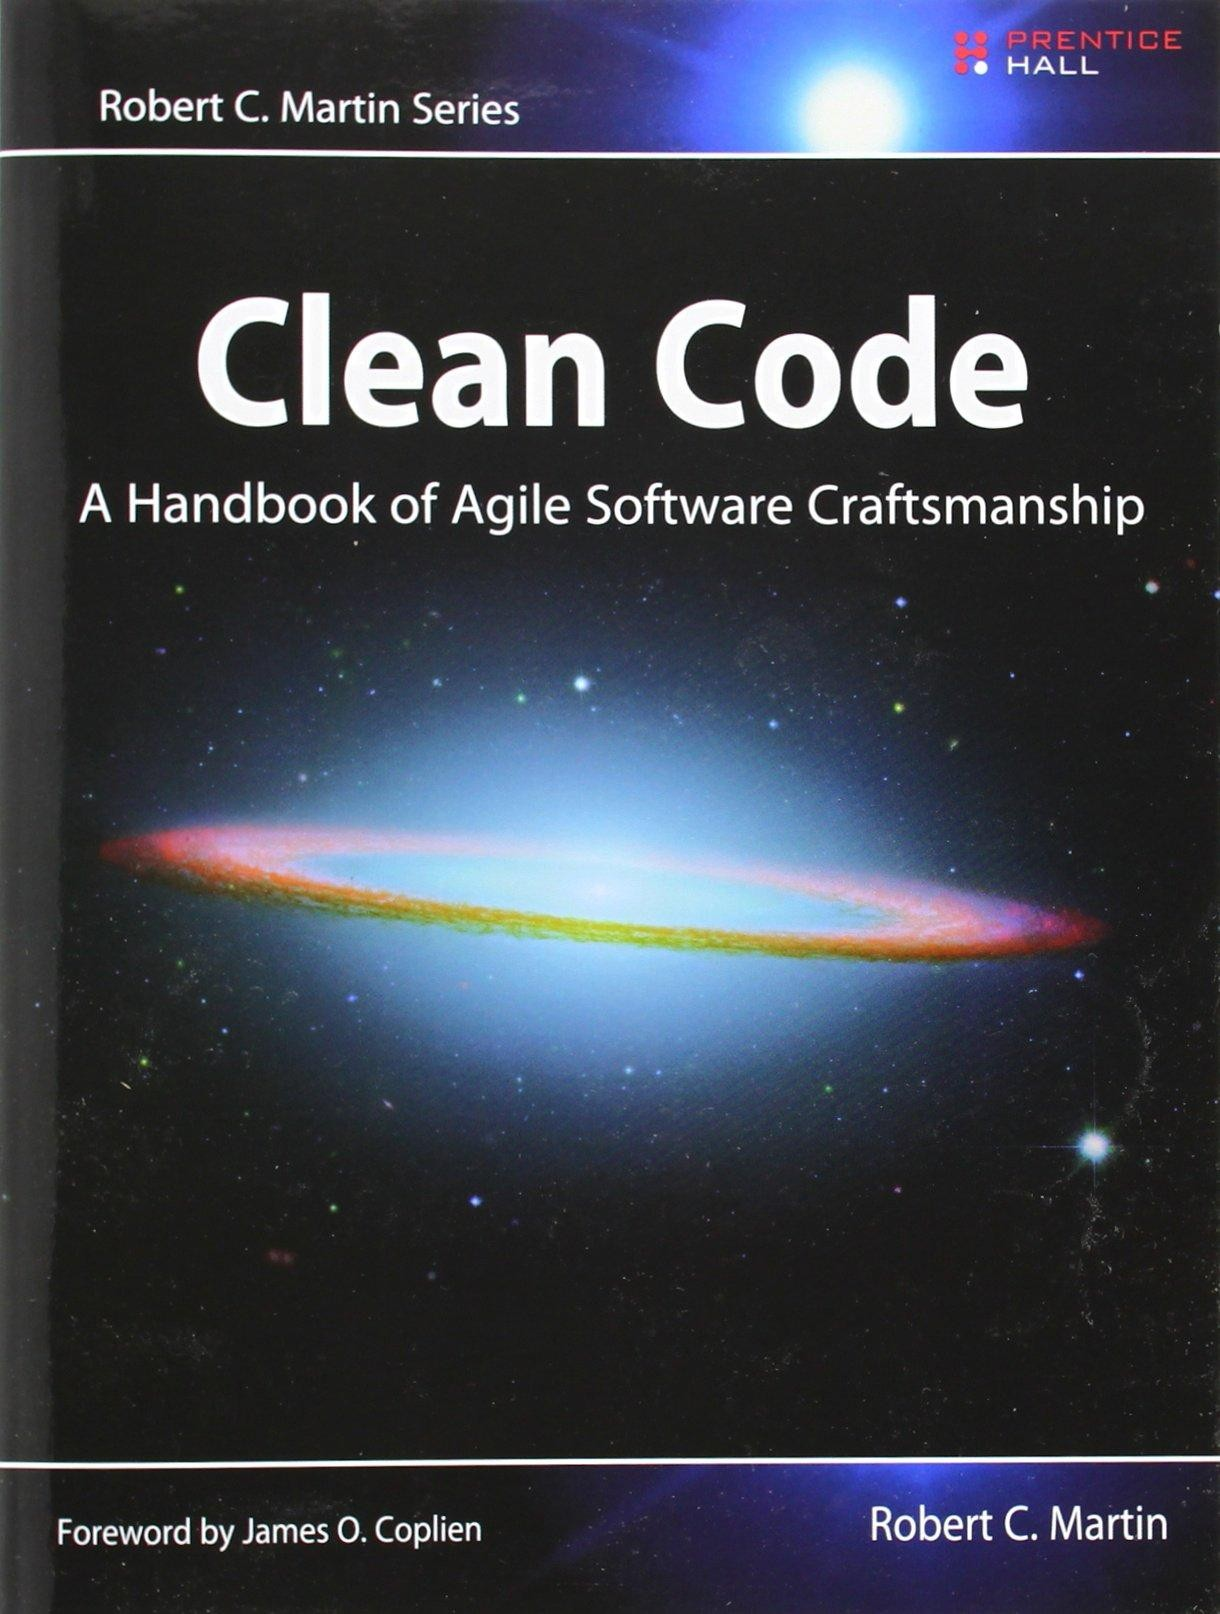 PRENTICE
HALL
Robert C. Martin Series
Clean Code
A Handbook of Agile Software Craftsmanship
Foreword by James O. Coplien
Robert C. Martin